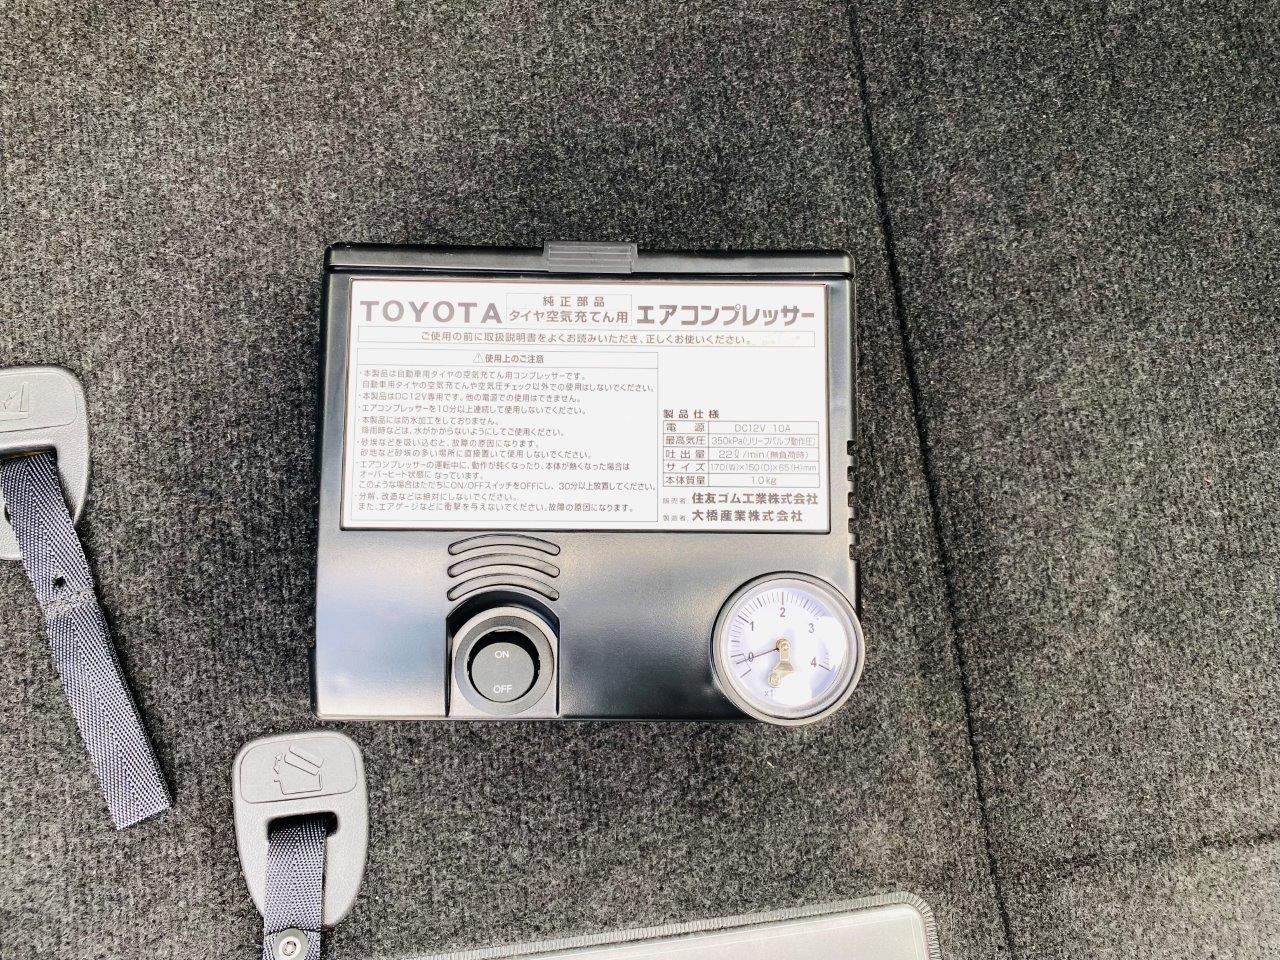 TOYOTA 純正部品 タイヤ空気充てん用 エアコンプレッサー
ご使用の前に取扱説明書をよくお読みいただき、正しくお使いください。
⚠使用上のご注意
・本製品は自動車用タイヤの空気充てん用コンプレッサーです。
自動車用タイヤの空気充てんや空気圧チェック以外での使用はしないでください。
・本製品はDC12V専用です。他の電源での使用はできません。
・エアコンプレッサーを10分以上連続して使用しないでください。
・本製品には防水加工をしておりません。
降雨時などは、水がかからないようにしてご使用ください。
・砂埃などを吸い込むと、故障の原因になります。
砂地など砂埃の多い場所に直接置いて使用しないでください。
・エアコンプレッサーの運転中に、動作が鈍くなったり、本体が熱くなった場合は
オーバーヒート状態になっています。
このような場合はただちにON/OFFスイッチをOFFにし、30分以上放置してください。
・分解、改造などは絶対にしないでください。
また、エアゲージなどに衝撃を与えないでください。故障の原因になります。
製品仕様
電源 DC12V 10A
最高気圧 350kPa(リリーフバルブ動作圧)
吐出量 22ℓ/min(無負荷時)
サイズ 170(W)×150(D)×65(H)mm
本体質量 1.0kg
販売者:住友ゴム工業株式会社
製造者:大橋産業株式会社
ON
OFF
0 1 2 3 4